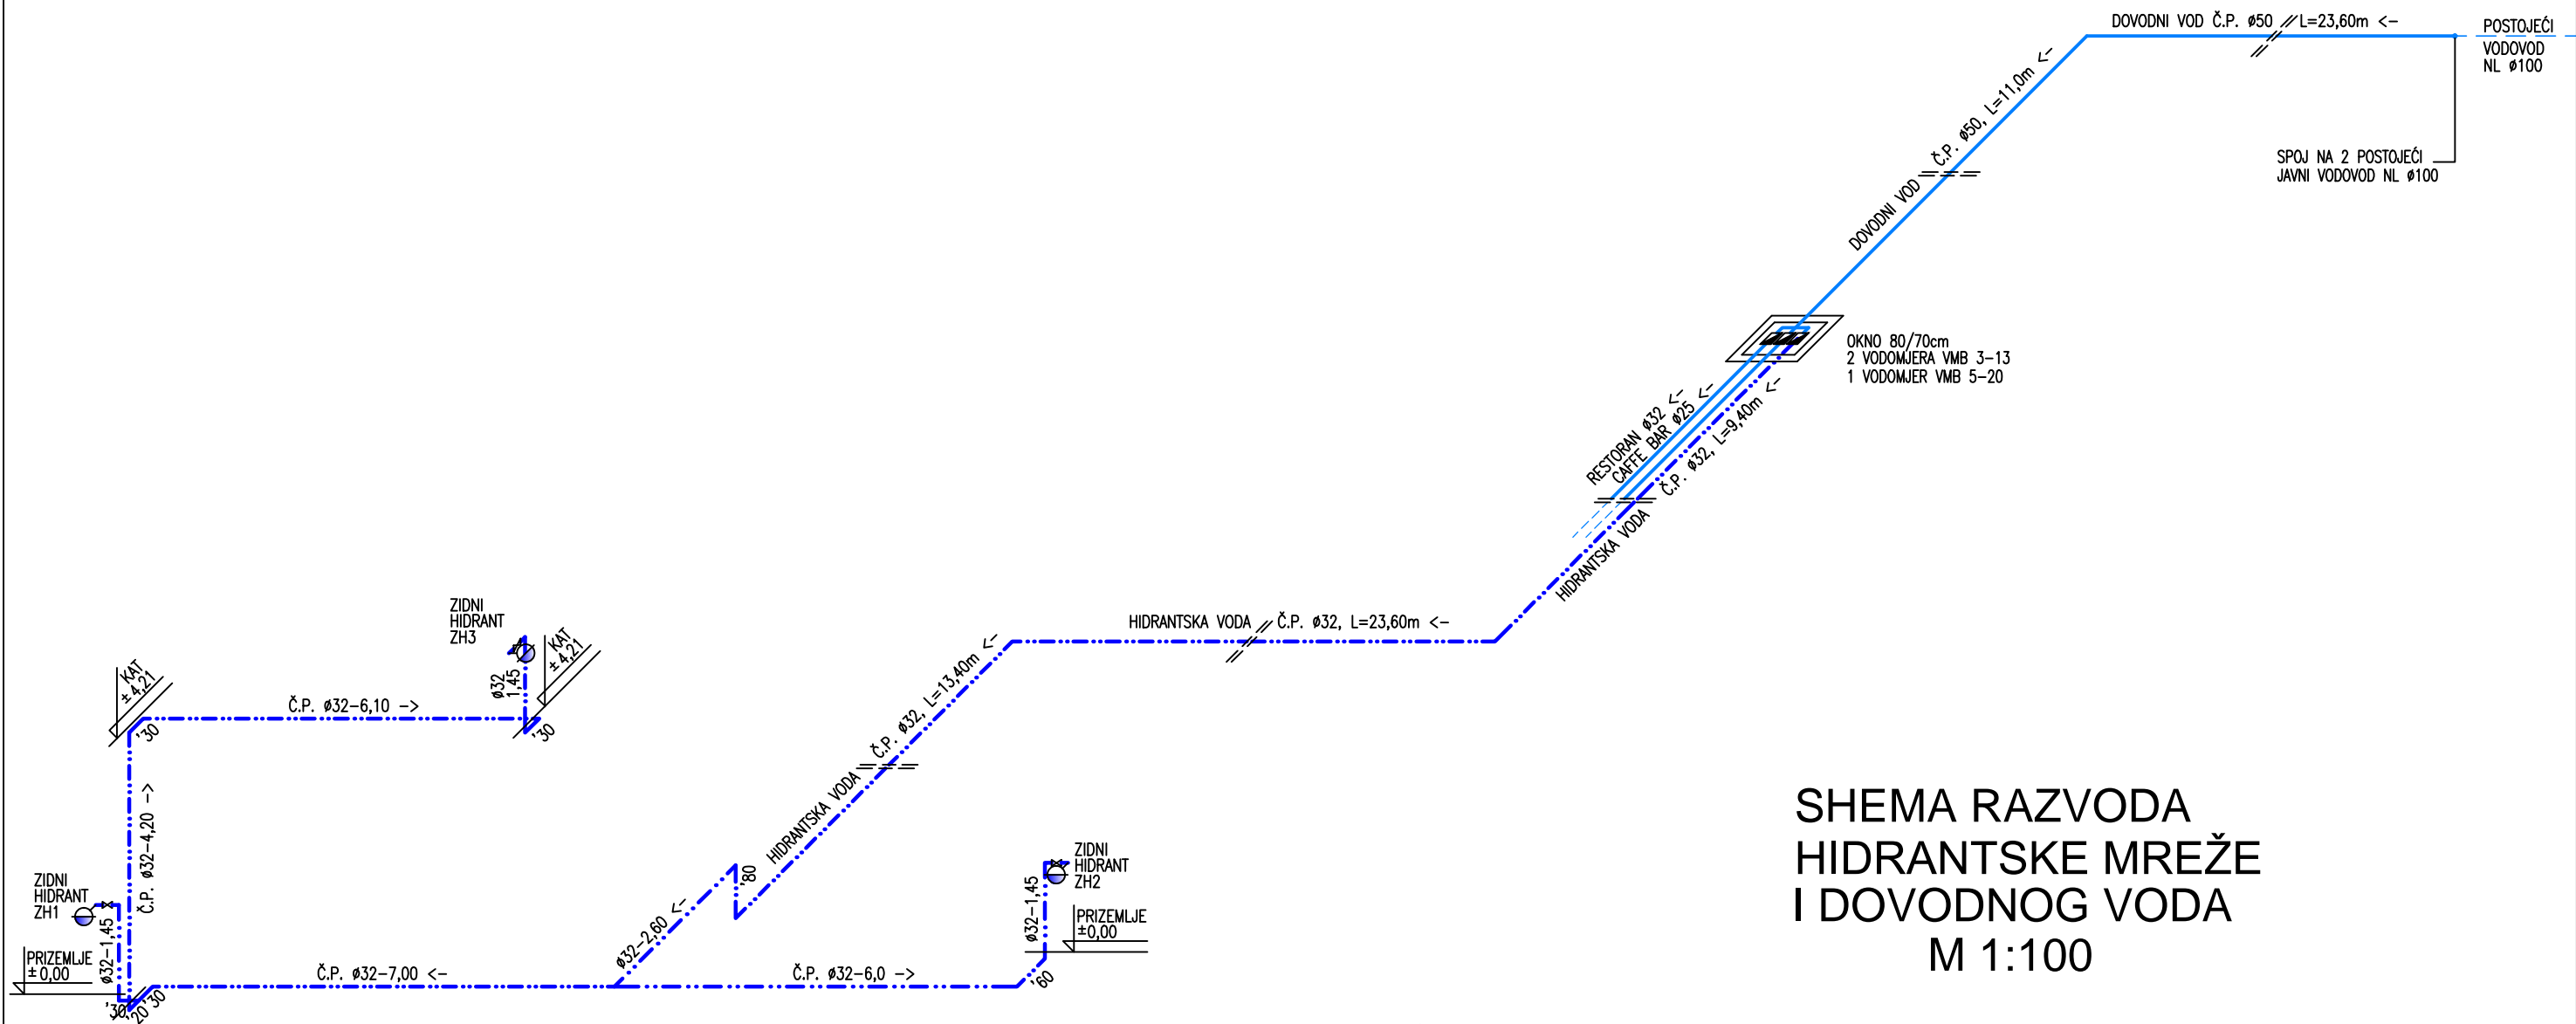 DOVODNI VOD Č.P. ø50 L=23,60m <-
POSTOJEĆI
VODOVOD
NL ø100
SPOJ NA 2 POSTOJEĆI
JAVNI VODOVOD NL ø100
DOVODNI VOD
Č.P. ø50, L=11,0m <-
OKNO 80/70cm
2 VODOMJERA VMB 3-13
1 VODOMJER VMB 5-20
RESTORAN ø32 <-
CAFFE BAR ø25 <-
Č.P. ø32, L=9,40m <-
HIDRANTSKA VODA
HIDRANTSKA VODA
Č.P. ø32, L=23,60m <-
Č.P. ø32, L=13,40m <-
HIDRANTSKA VODA
'80
ø32-2,60 <-
ZIDNI
HIDRANT
ZH3
KAT
±4,21
ø32
1,45
'30
Č.P. ø32-6,10 ->
KAT
±4,21
'30
Č.P. ø32-4,20 ->
ZIDNI
HIDRANT
ZH1
ø32-1,45
PRIZEMLJE
±0,00
'30
'20
'30
Č.P. ø32-7,00 <-
Č.P. ø32-6,0 ->
'60
ZIDNI
HIDRANT
ZH2
ø32-1,45
PRIZEMLJE
±0,00
SHEMA RAZVODA
HIDRANTSKE MREŽE
I DOVODNOG VODA
M 1:100